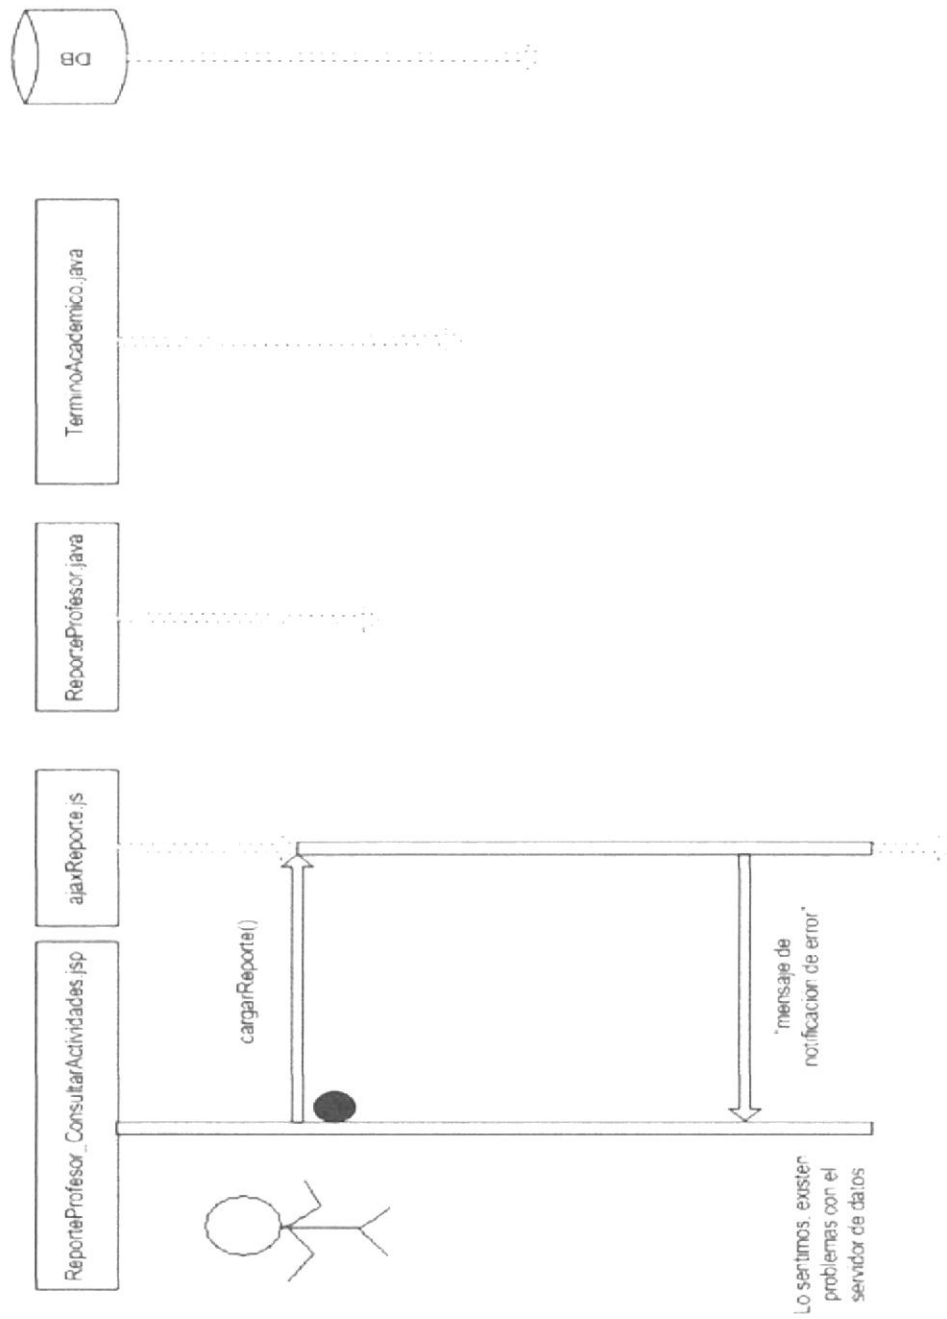 ReporteProfesor_ConsultarActividades.jsp
ajaxReporte.js
ReporteProfesor.java
TerminoAcademico.java
DB
cargarReporte()
"mensaje de
notificacion de error"
Lo sentimos, existen
problemas con el
servidor de datos